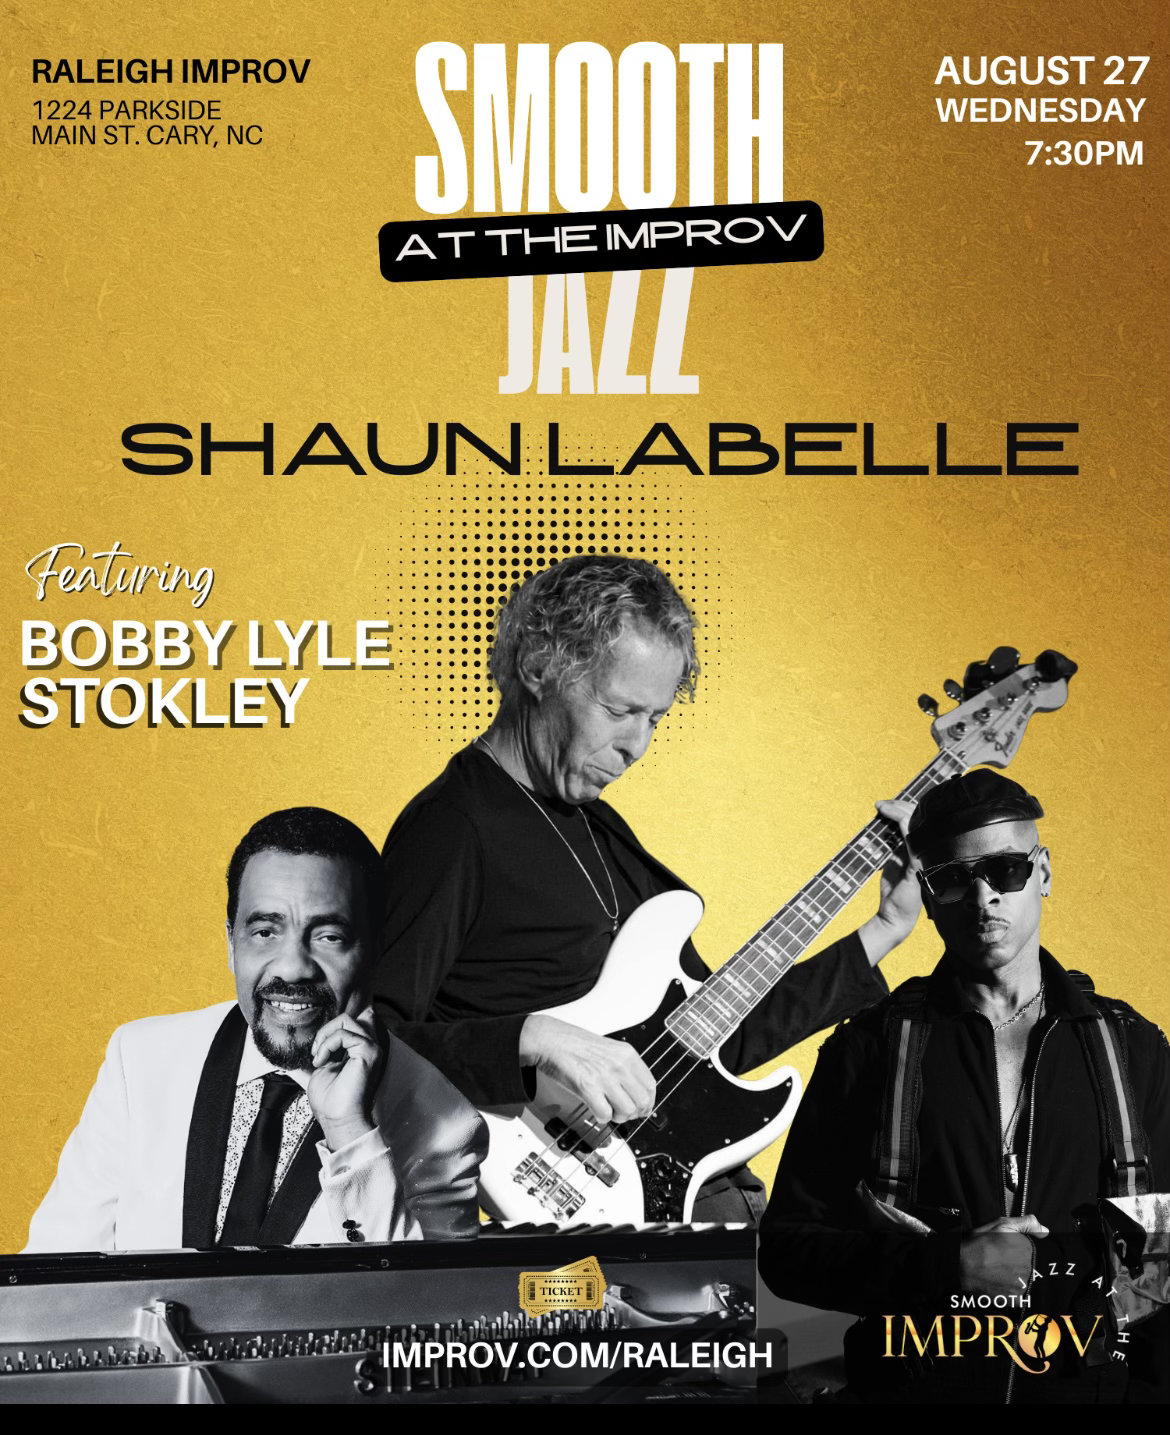 RALEIGH IMPROV
1224 PARKSIDE
MAIN ST. CARY, NC
SMOOTH
AT THE IMPROV
JAZZ
AUGUST 27
WEDNESDAY
7:30PM
SHAUN LABELLE
Featuring
BOBBY LYLE
STOKLEY
TICKET
IMPROV.COM/RALEIGH
STEINWAY
SMOOTH
JAZZ AT THE
IMPROV